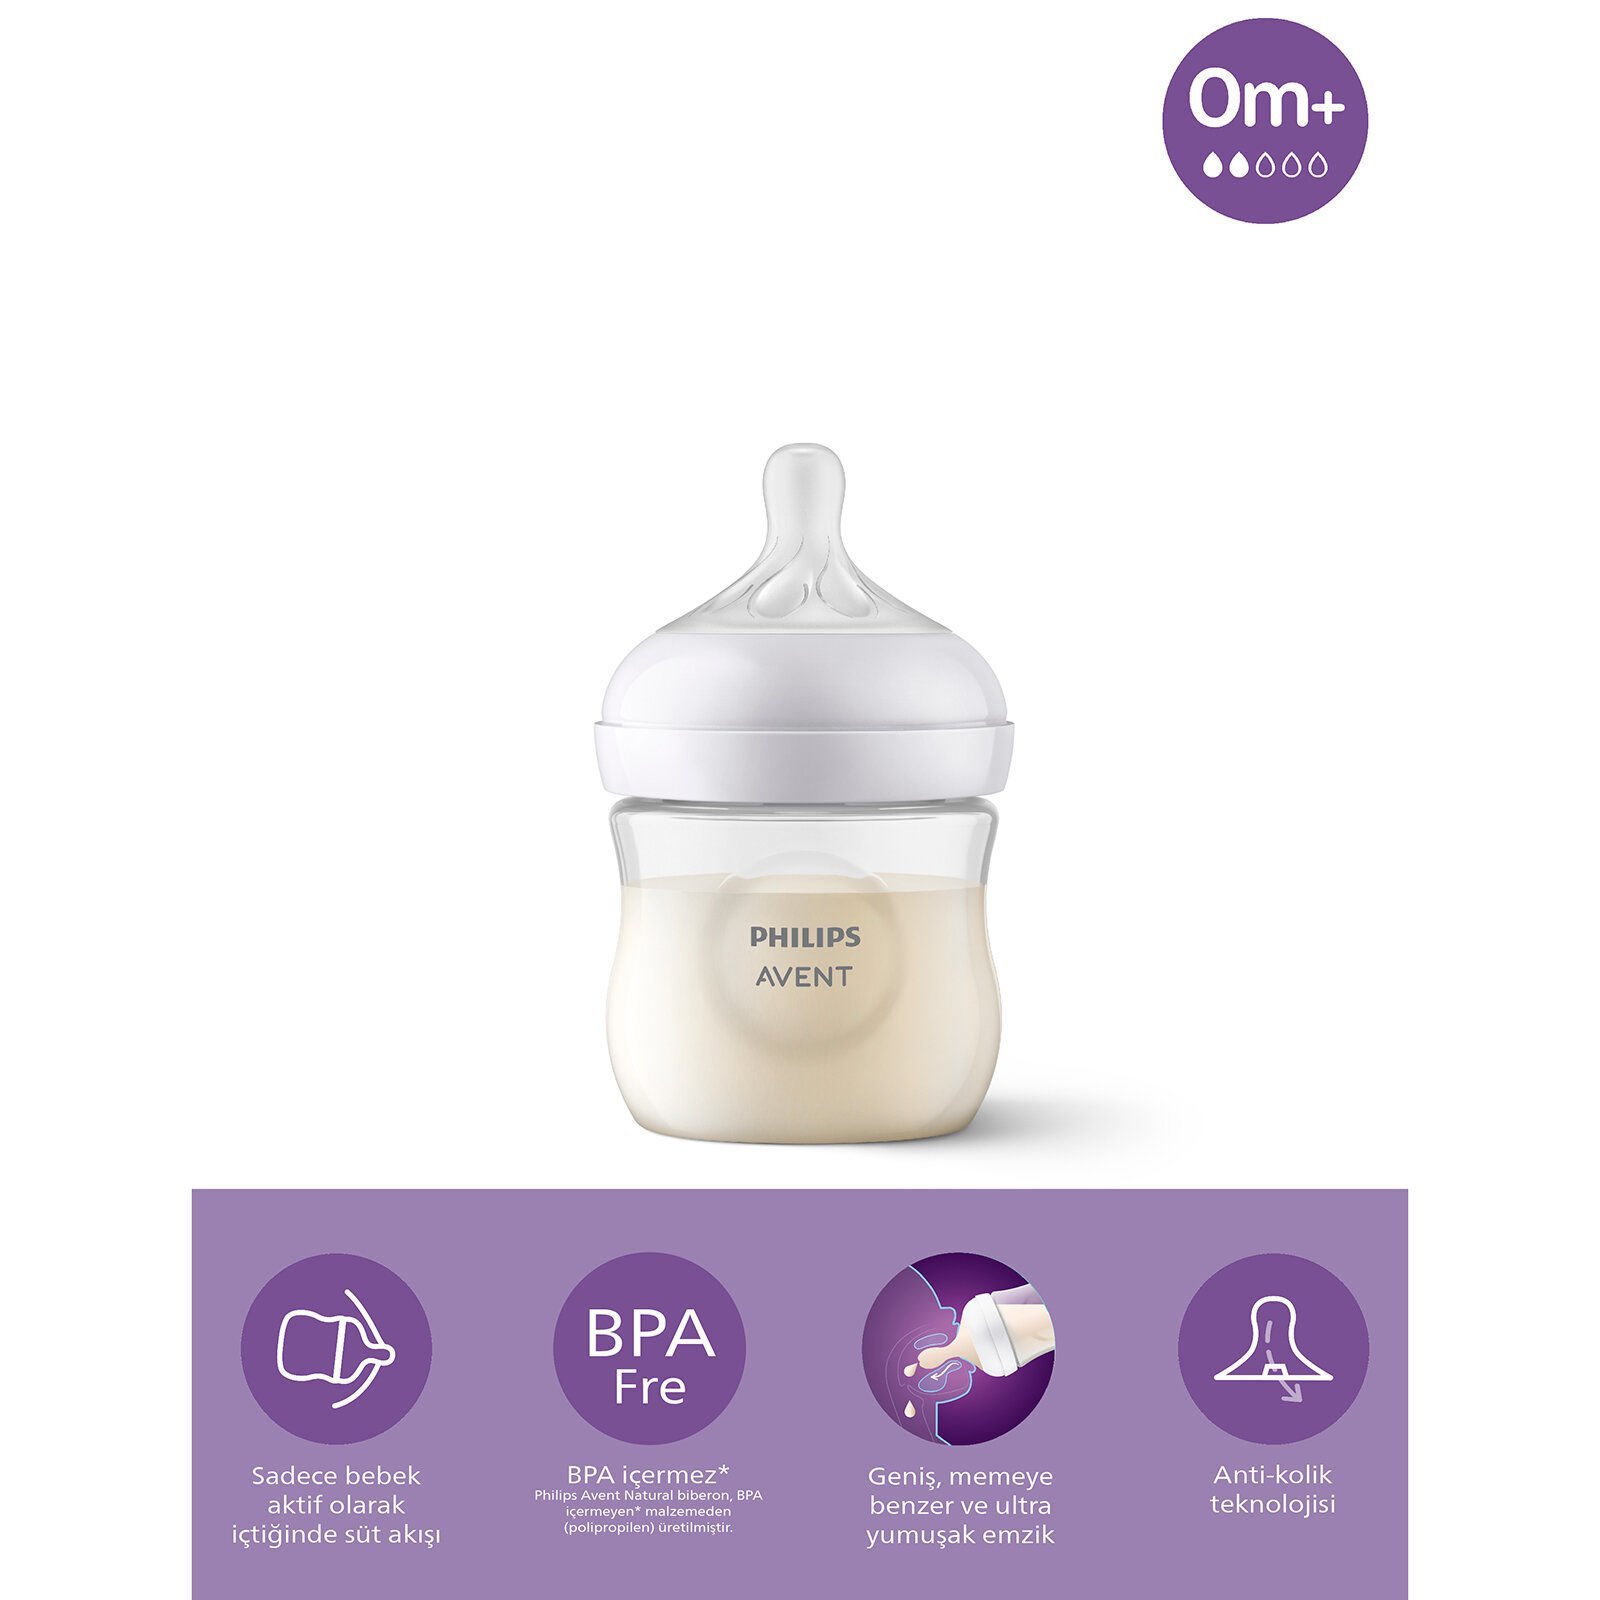 0m+
PHILIPS
AVENT
BPA
Fre
Sadece bebek
aktif olarak
içtiğinde süt akışı
BPA içermez*
Philips Avent Natural biberon, BPA
içermeyen* malzemeden
(polipropilen) üretilmiştir.
Geniş, memeye
benzer ve ultra
yumuşak emzik
Anti-kolik
teknolojisi